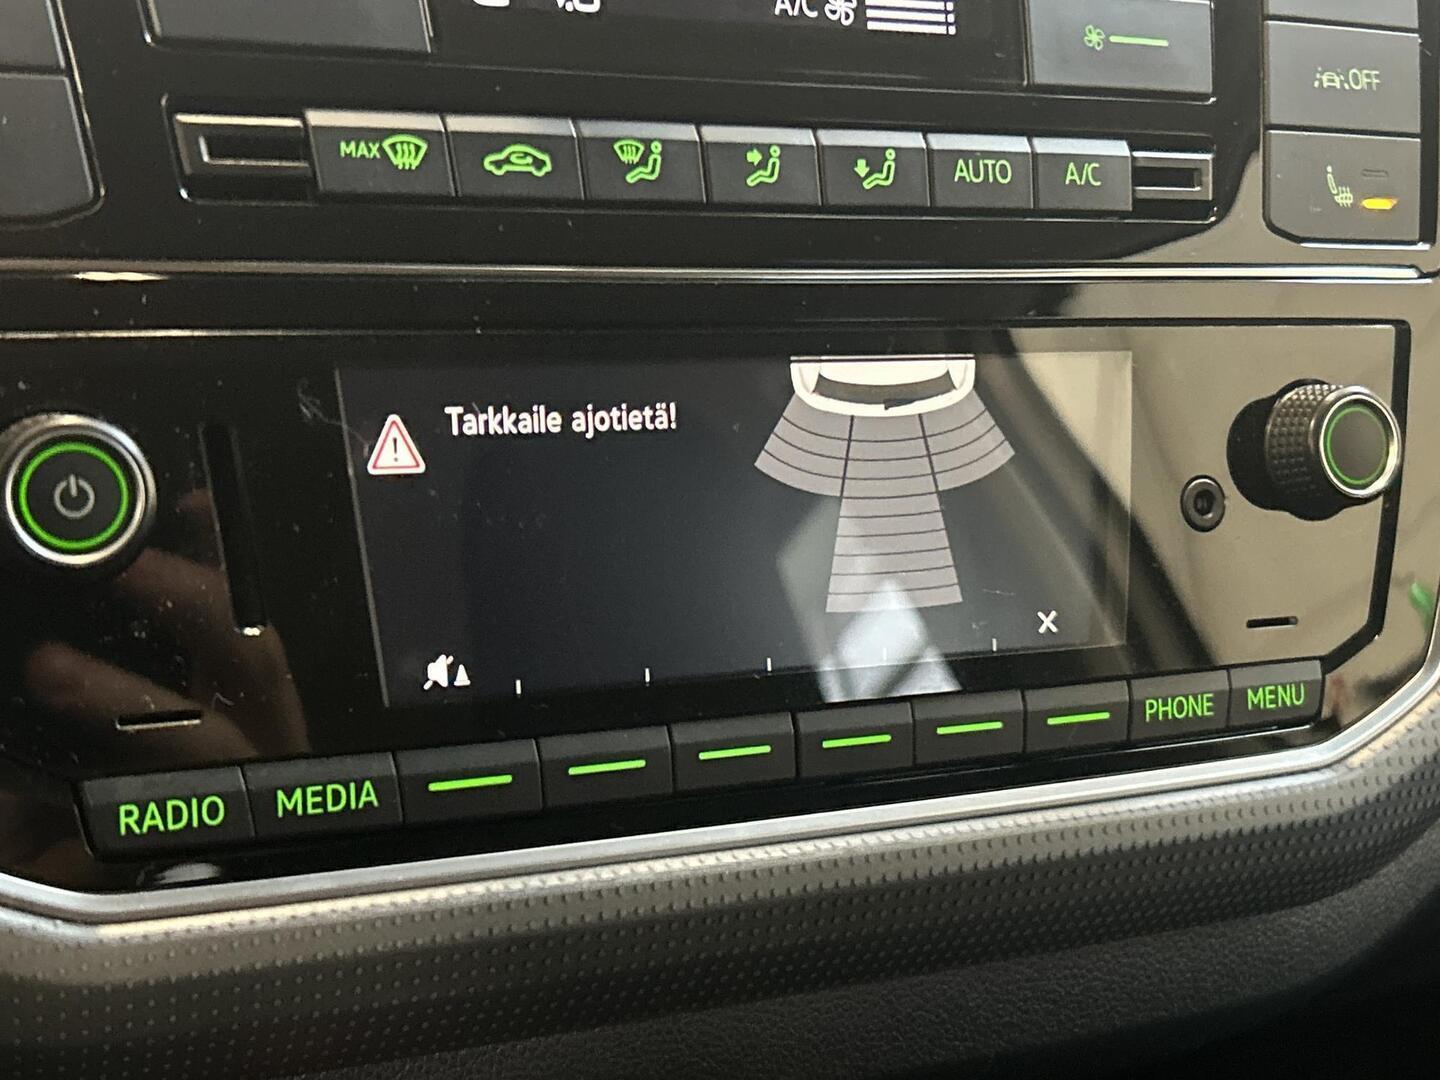 A/C
OFF
MAX
AUTO
A/C
Tarkkaile ajotietä!
X
RADIO
MEDIA
PHONE
MENU